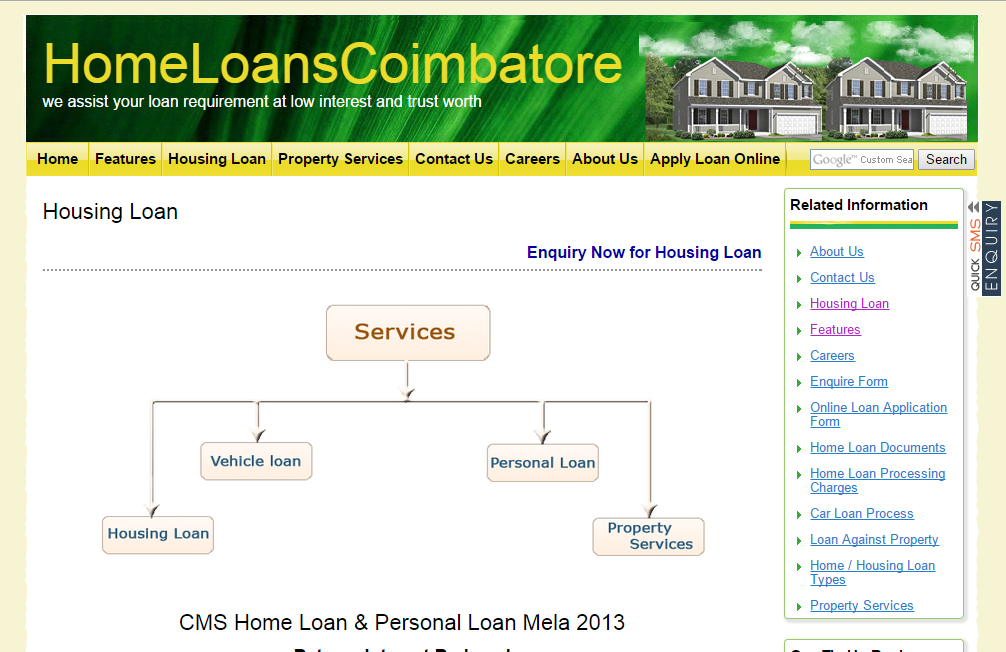 HomeLoansCoimbatore
we assist your loan requirement at low interest and trust worth
Home Features Housing Loan Property Services Contact Us Careers About Us Apply Loan Online
Google™ Custom Sea Search
Housing Loan
Enquiry Now for Housing Loan
Services
Vehicle loan
Personal Loan
Housing Loan
Property
Services
CMS Home Loan & Personal Loan Mela 2013
Related Information
About Us
Contact Us
Housing Loan
Features
Careers
Enquire Form
Online Loan Application
Form
Home Loan Documents
Home Loan Processing
Charges
Car Loan Process
Loan Against Property
Home / Housing Loan
Types
Property Services
QUICK SMS
ENQUIRY